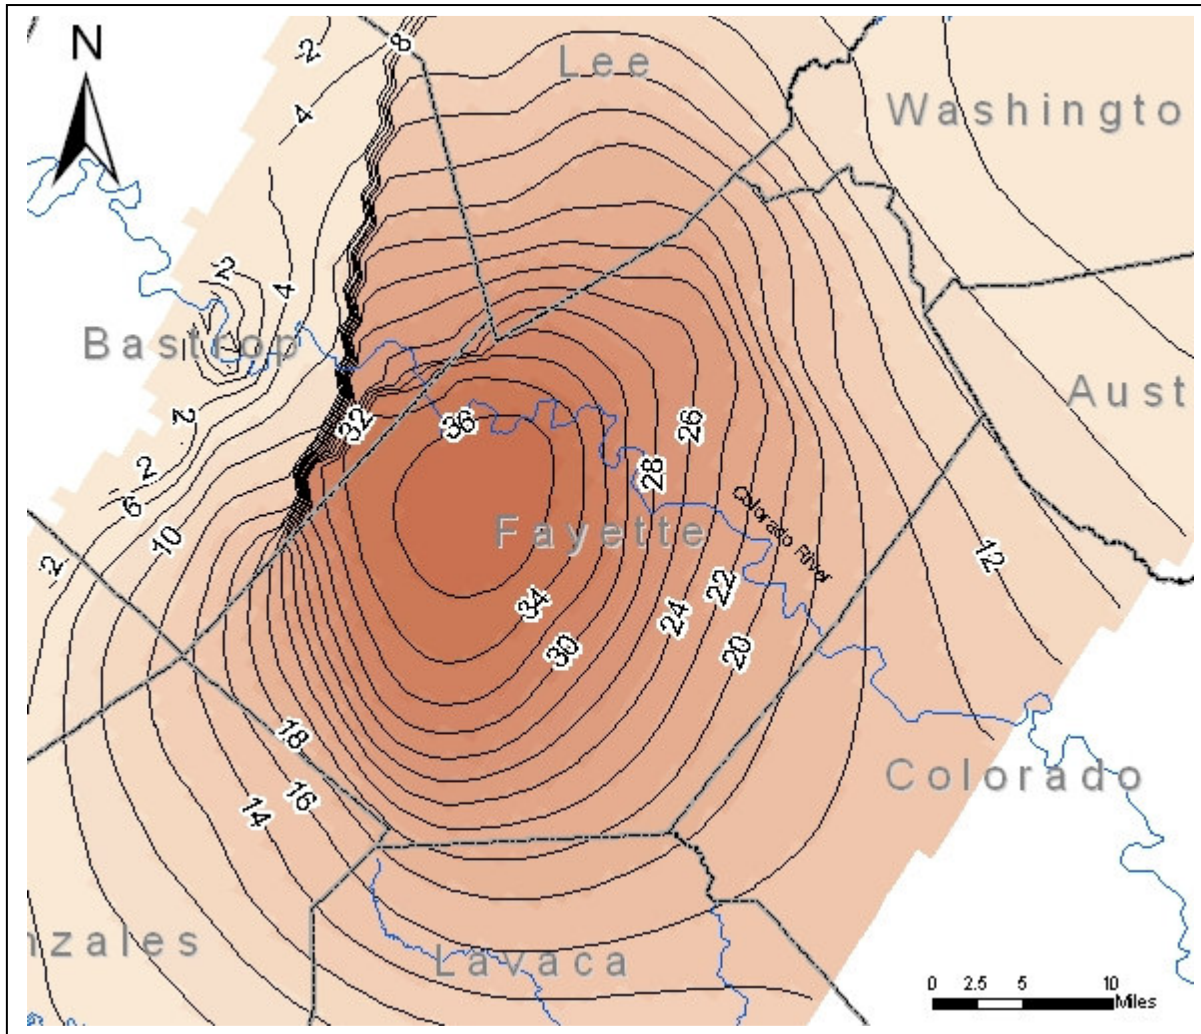 N
Lee
Washingto
Bastrop
Aust
Fayette
Colorado River
Colorado
nzales
Lavaca
2
8
4
2
4
2
2
6
10
2
32
36
26
28
34
30
24
22
20
12
18
16
14
0 2.5 5 10
Miles